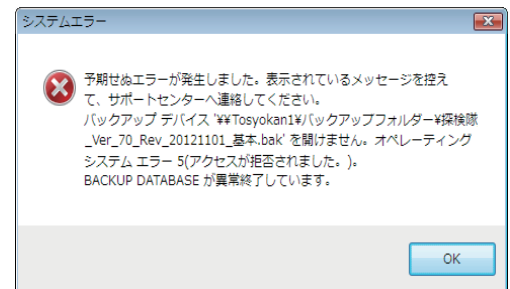 システムエラー
予期せぬエラーが発生しました。表示されているメッセージを控え
て、サポートセンターへ連絡してください。
バックアップ デバイス '¥¥Tosyokan1¥バックアップフォルダー¥探検隊
_Ver_70_Rev_20121101_基本.bak' を開けません。オペレーティング
システム エラー 5(アクセスが拒否されました。)。
BACKUP DATABASE が異常終了しています。
OK